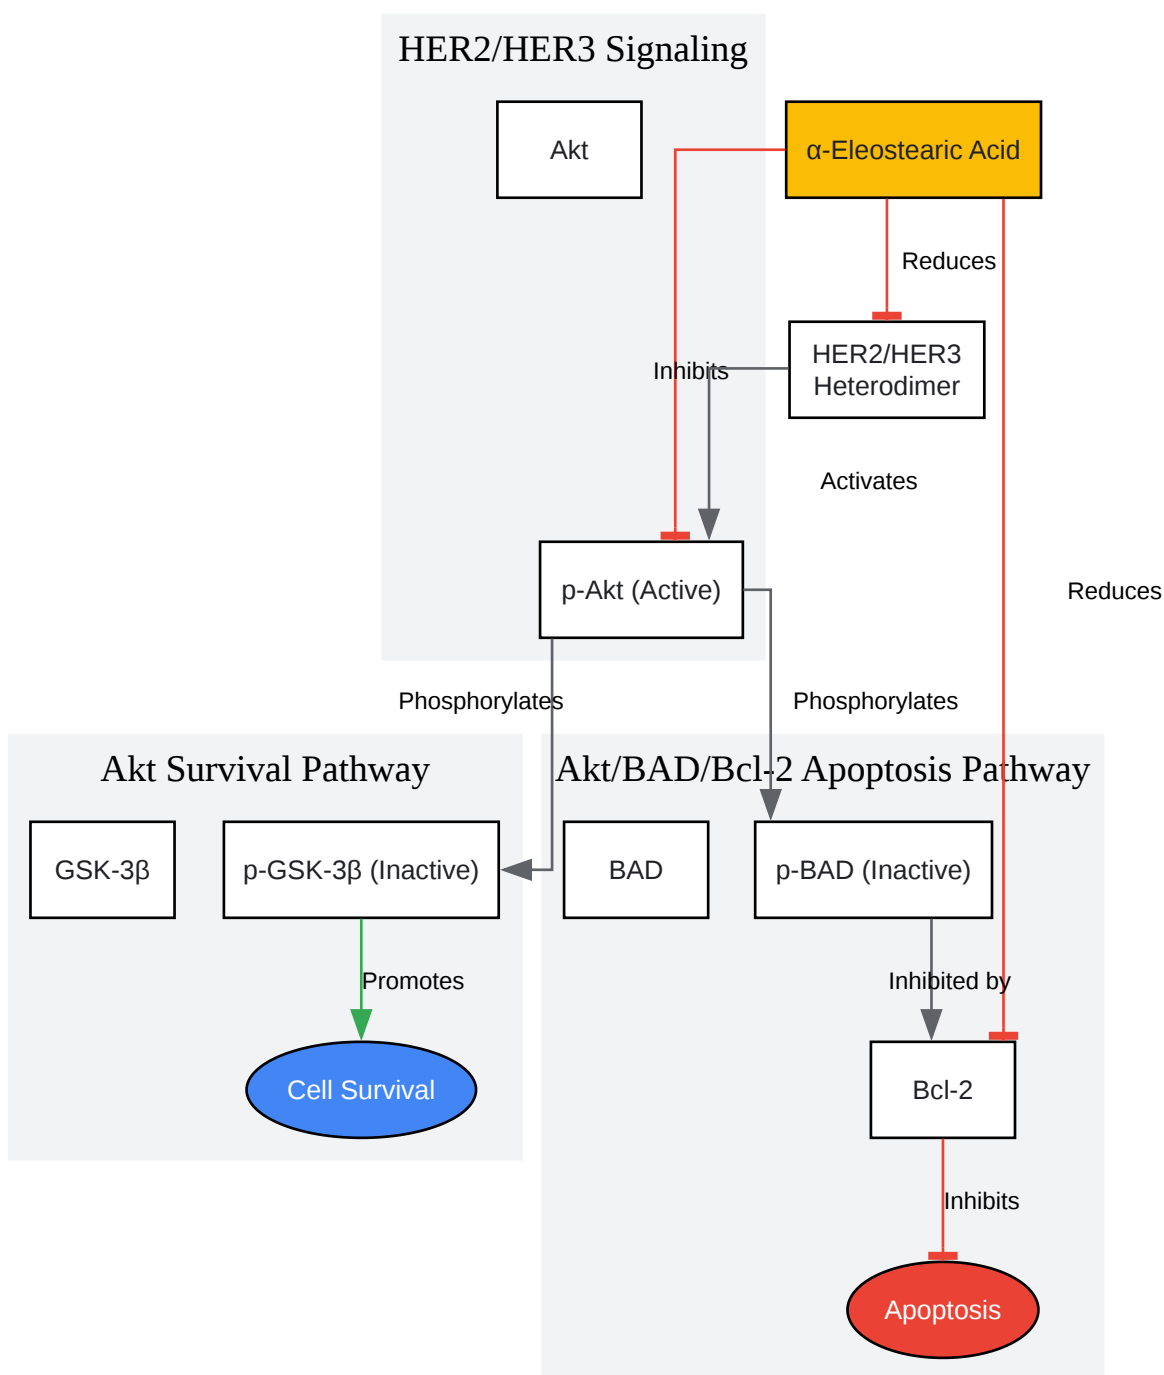 HER2/HER3 Signaling
Akt
α-Eleostearic Acid
Reduces
HER2/HER3
Heterodimer
Inhibits
Activates
p-Akt (Active)
Reduces
Phosphorylates
Phosphorylates
Akt Survival Pathway
Akt/BAD/Bcl-2 Apoptosis Pathway
GSK-3β
p-GSK-3β (Inactive)
BAD
p-BAD (Inactive)
Promotes
Inhibited by
Cell Survival
Bcl-2
Inhibits
Apoptosis